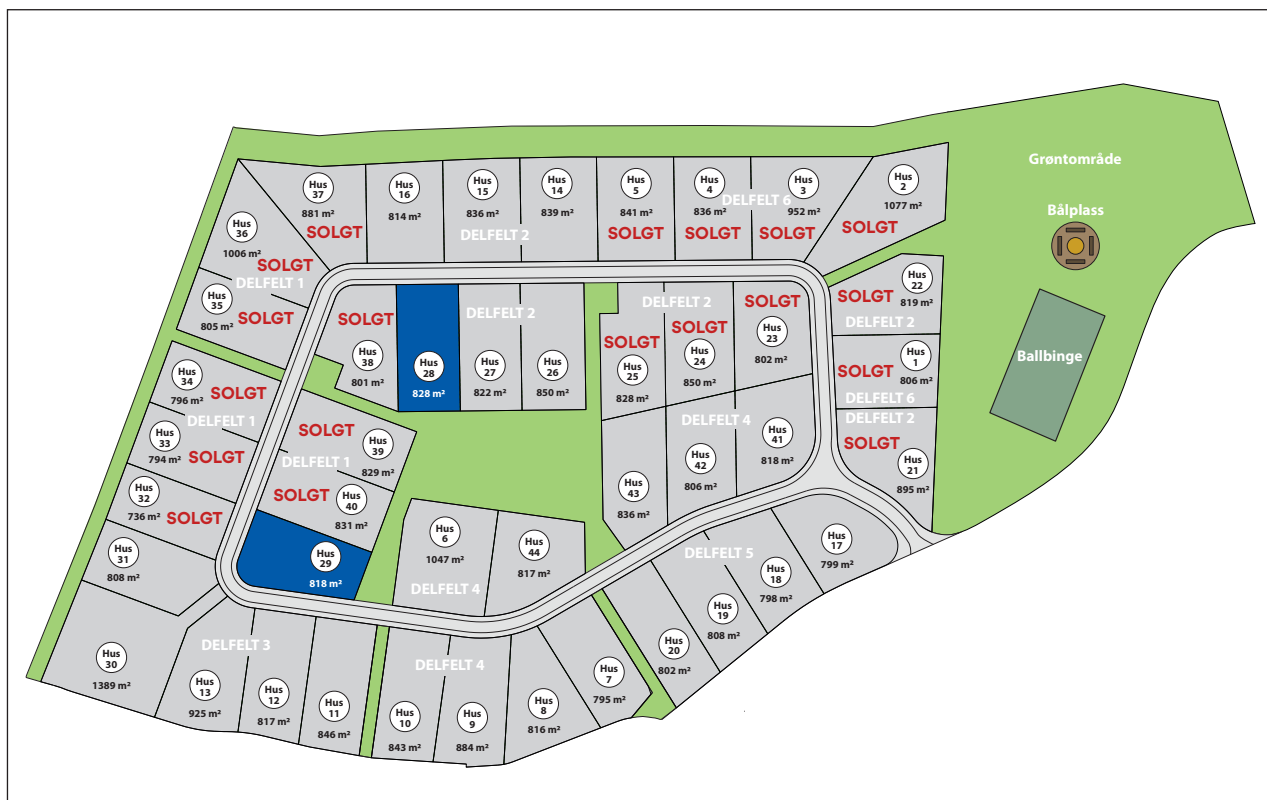 Grøntområde
Bålplass
Ballbinge
Hus
37
881 m²
SOLGT
Hus
16
814 m²
Hus
15
836 m²
DELFELT 2
Hus
14
839 m²
Hus
5
841 m²
SOLGT
Hus
4
836 m²
SOLGT
DELFELT 6
Hus
3
952 m²
SOLGT
Hus
2
1077 m²
SOLGT
Hus
36
1006 m²
SOLGT
DELFELT 1
Hus
35
805 m²
SOLGT
Hus
22
819 m²
SOLGT
DELFELT 2
SOLGT
Hus
38
801 m²
Hus
28
828 m²
DELFELT 2
Hus
27
822 m²
Hus
26
850 m²
DELFELT 2
SOLGT
Hus
25
828 m²
SOLGT
Hus
24
850 m²
SOLGT
Hus
23
802 m²
Hus
1
806 m²
SOLGT
DELFELT 6
DELFELT 2
SOLGT
Hus
21
895 m²
Hus
34
796 m²
SOLGT
DELFELT 1
Hus
33
794 m²
SOLGT
Hus
32
736 m²
SOLGT
Hus
31
808 m²
SOLGT
Hus
39
829 m²
DELFELT 1
SOLGT
Hus
40
831 m²
Hus
29
818 m²
DELFELT 4
Hus
41
818 m²
Hus
42
806 m²
Hus
43
836 m²
Hus
6
1047 m²
Hus
44
817 m²
DELFELT 4
DELFELT 5
Hus
17
799 m²
Hus
18
798 m²
Hus
19
808 m²
Hus
20
802 m²
DELFELT 3
Hus
30
1389 m²
Hus
13
925 m²
Hus
12
817 m²
Hus
11
846 m²
DELFELT 4
Hus
10
843 m²
Hus
9
884 m²
Hus
8
816 m²
Hus
7
795 m²